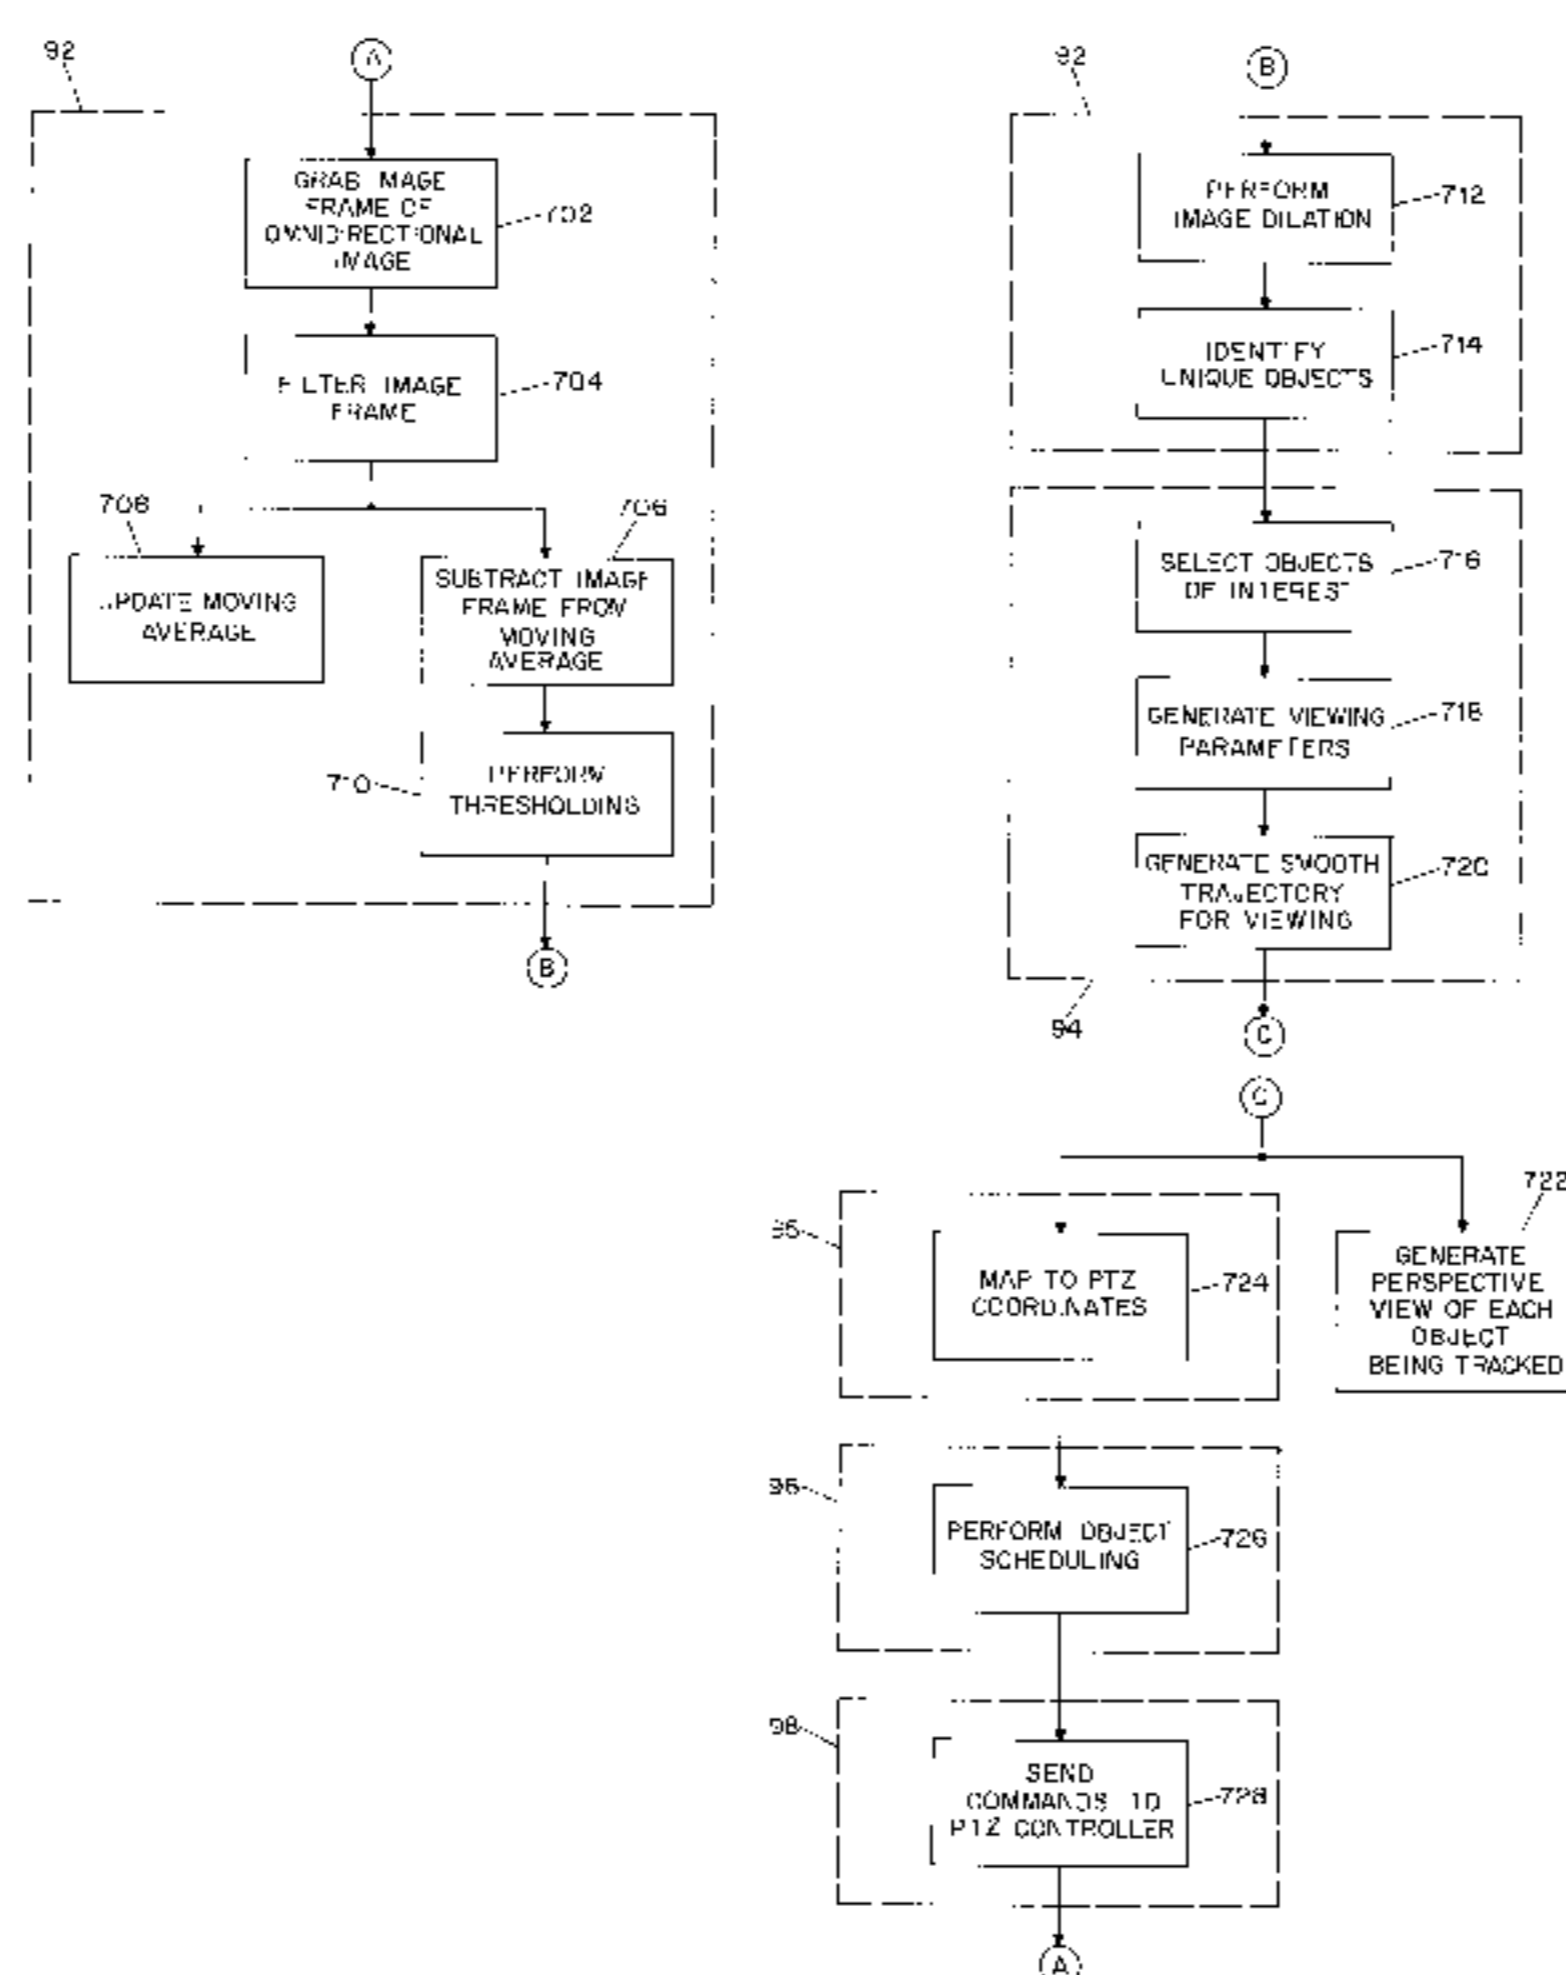 92
A
GRAB IMAGE
FRAME OF
OMNIDIRECTIONAL
IMAGE
702
FILTER IMAGE
FRAME
704
708
706
UPDATE MOVING
AVERAGE
SUBTRACT IMAGE
FRAME FROM
MOVING
AVERAGE
710
PERFORM
THRESHOLDING
B
92
B
PERFORM
IMAGE DILATION
712
IDENTIFY
UNIQUE OBJECTS
714
SELECT OBJECTS
OF INTEREST
716
GENERATE VIEWING
PARAMETERS
718
GENERATE SMOOTH
TRAJECTORY
FOR VIEWING
720
94
C
C
722
MAP TO PTZ
COORDINATES
724
GENERATE
PERSPECTIVE
VIEW OF EACH
OBJECT
BEING TRACKED
PERFORM OBJECT
SCHEDULING
726
98
SEND
COMMANDS TO
PTZ CONTROLLER
728
A